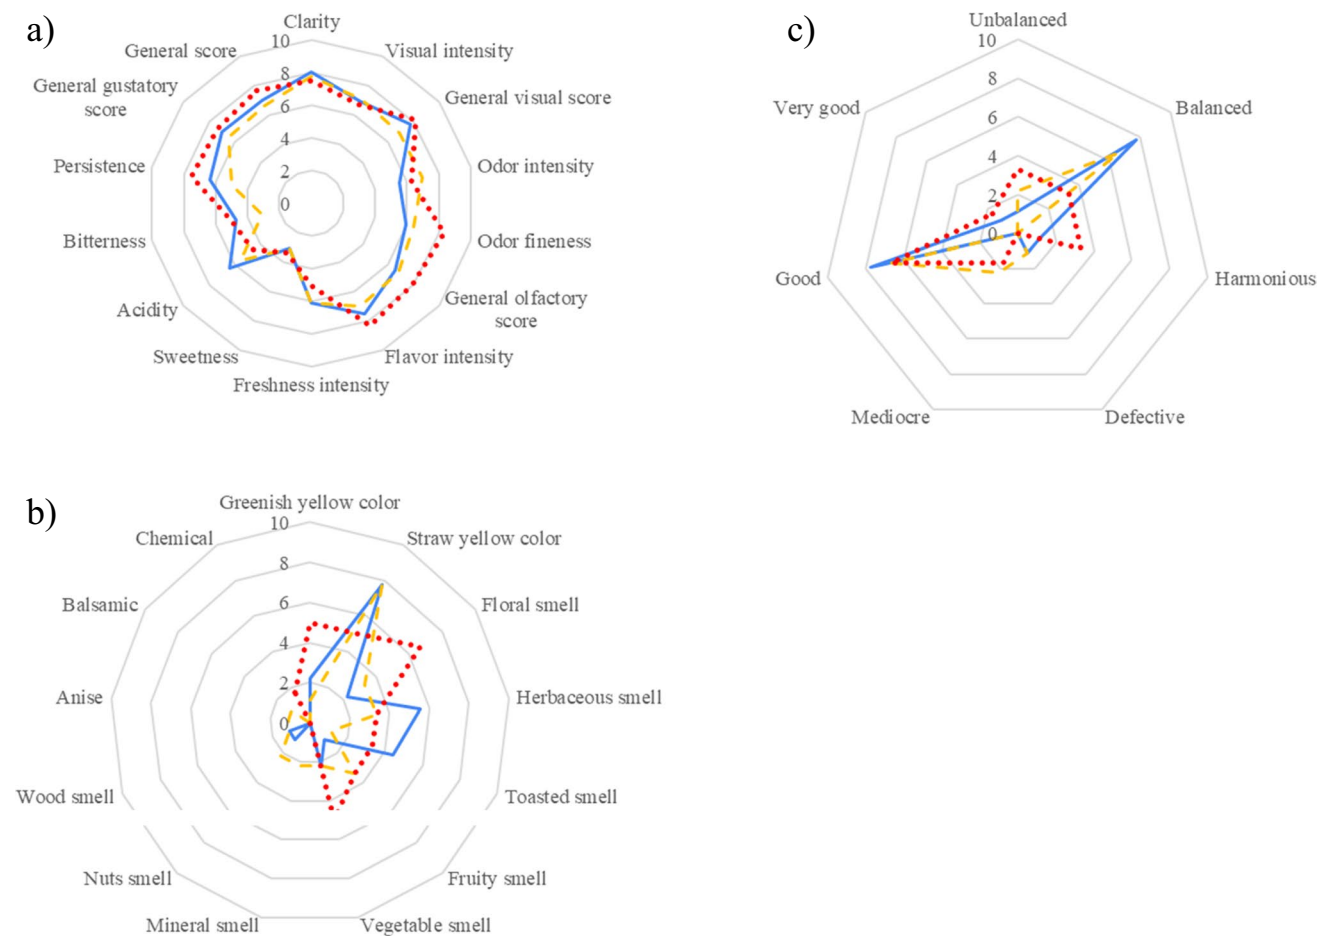 a)
Clarity
Visual intensity
General visual score
Odor intensity
Odor fineness
General olfactory
score
Flavor intensity
Freshness intensity
Sweetness
Acidity
Bitterness
Persistence
General gustatory
score
General score
10
8
6
4
2
0
c)
Unbalanced
Balanced
Harmonious
Defective
Mediocre
Good
Very good
10
8
6
4
2
0
b)
Greenish yellow color
Straw yellow color
Floral smell
Herbaceous smell
Toasted smell
Fruity smell
Vegetable smell
Mineral smell
Nuts smell
Wood smell
Anise
Balsamic
Chemical
10
8
6
4
2
0